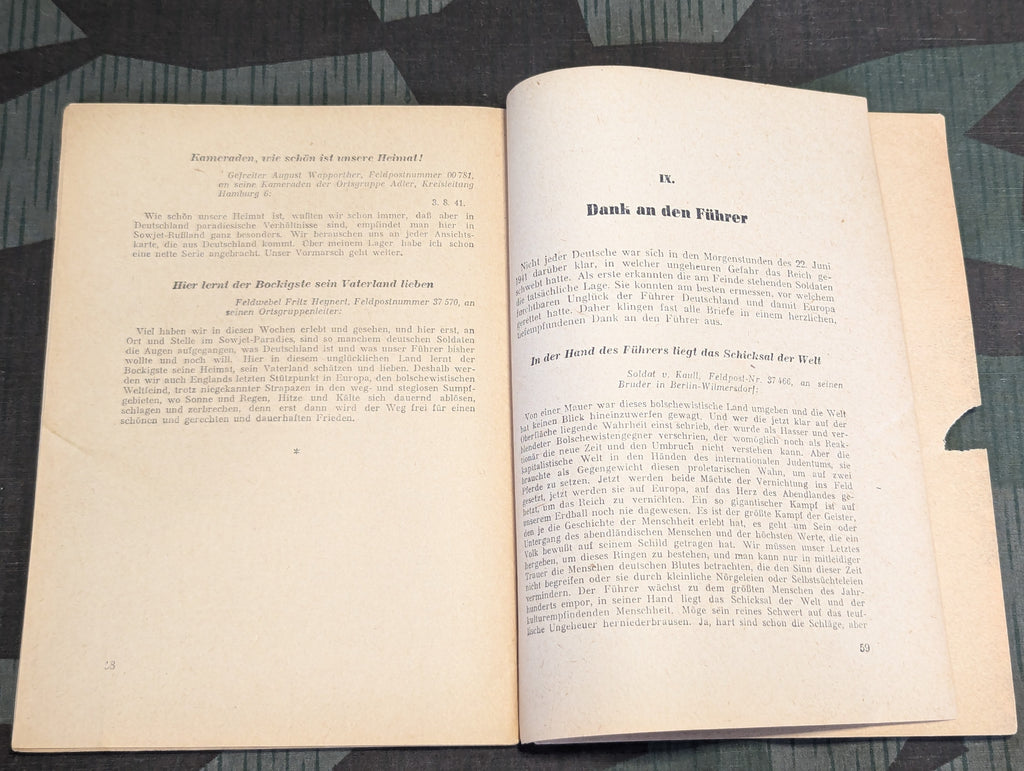 Kameraden, wie schön ist unsere Heimat!
Gefreiter August Wapporther, Feldpostnummer 00781,
an seine Kameraden der Ortsgruppe Adler, Kreisleitung
Hamburg 6:
3. 8. 41.
Wie schön unsere Heimat ist, wußten wir schon immer, daß aber in
Deutschland paradiesische Verhältnisse sind, empfindet man hier in
Sowjet-Rußland ganz besonders. Wir berauschen uns an jeder Ansichts-
karte, die aus Deutschland kommt. Über meinem Lager habe ich schon
eine nette Serie angebracht. Unser Vormarsch geht weiter.
Hier lernt der Bockigste sein Vaterland lieben
Feldwebel Fritz Heynert, Feldpostnummer 37 570, an
seinen Ortsgruppenleiter:
Viel haben wir in diesen Wochen erlebt und gesehen, und hier erst, an
Ort und Stelle im Sowjet-Paradies, sind so manchem deutschen Soldaten
die Augen aufgegangen, was Deutschland ist und was unser Führer bisher
wollte und noch will. Hier in diesem unglücklichen Land lernt der
Bockigste seine Heimat, sein Vaterland schätzen und lieben. Deshalb wer-
den wir auch Englands letzten Stützpunkt in Europa, den bolschewistischen
Weltfeind, trotz niegekannter Strapazen in den weg- und steglosen Sumpf-
gebieten, wo Sonne und Regen, Hitze und Kälte sich dauernd ablösen,
schlagen und zerbrechen, denn erst dann wird der Weg frei für einen
schönen und gerechten und dauerhaften Frieden.
*
58
IX.
Dank an den Führer
Nicht jeder Deutsche war sich in den Morgenstunden des 22. Juni
1941 darüber klar, in welcher ungeheuren Gefahr das Reich ge-
schwebt hatte. Als erste erkannten die am Feinde stehenden Soldaten
die tatsächliche Lage. Sie konnten am besten ermessen, vor welchem
furchtbaren Unglück der Führer Deutschland und damit Europa
gerettet hatte. Daher klingen fast alle Briefe in einem herzlichen,
tiefempfundenen Dank an den Führer aus.
In der Hand des Führers liegt das Schicksal der Welt
Soldat v. Kaull, Feldpost-Nr. 37 466, an seinen
Bruder in Berlin-Wilmersdorf:
Von einer Mauer war dieses bolschewistische Land umgeben und die Welt
hat keinen Blick hineinzuwerfen gewagt. Und wer die jetzt klar auf der
Oberfläche liegende Wahrheit einst schrieb, der wurde als Hasser und ver-
blendeter Bolschewistengegner verschrien, der womöglich noch als Reak-
tionär die neue Zeit und den Umbruch nicht verstehen kann. Aber die
kapitalistische Welt in den Händen des internationalen Judentums, sie
brauchte als Gegengewicht diesen proletarischen Wahn, um auf zwei
Pferde zu setzen. Jetzt werden beide Mächte der Vernichtung ins Feld
gesetzt, jetzt werden sie auf Europa, auf das Herz des Abendlandes ge-
hetzt, um das Reich zu vernichten. Ein so gigantischer Kampf ist auf
unserem Erdball noch nie dagewesen. Es ist der größte Kampf der Geister,
den je die Geschichte der Menschheit erlebt hat, es geht um Sein oder
Untergang des abendländischen Menschen und der höchsten Werte, die ein
Volk bewußt auf seinem Schild getragen hat. Wir müssen unser Letztes
hergeben, um dieses Ringen zu bestehen, und man kann nur in mitleidiger
Trauer die Menschen deutschen Blutes betrachten, die den Sinn dieser Zeit
nicht begreifen oder sie durch kleinliche Nörgeleien oder Selbstsüchteleien
vermindern. Der Führer wächst zu dem größten Menschen des Jahr-
hunderts empor, in seiner Hand liegt das Schicksal der Welt und der
kulturempfindenden Menschheit. Möge sein reines Schwert auf das teuf-
lische Ungeheuer herniederbrausen. Ja, hart sind schon die Schläge, aber
59